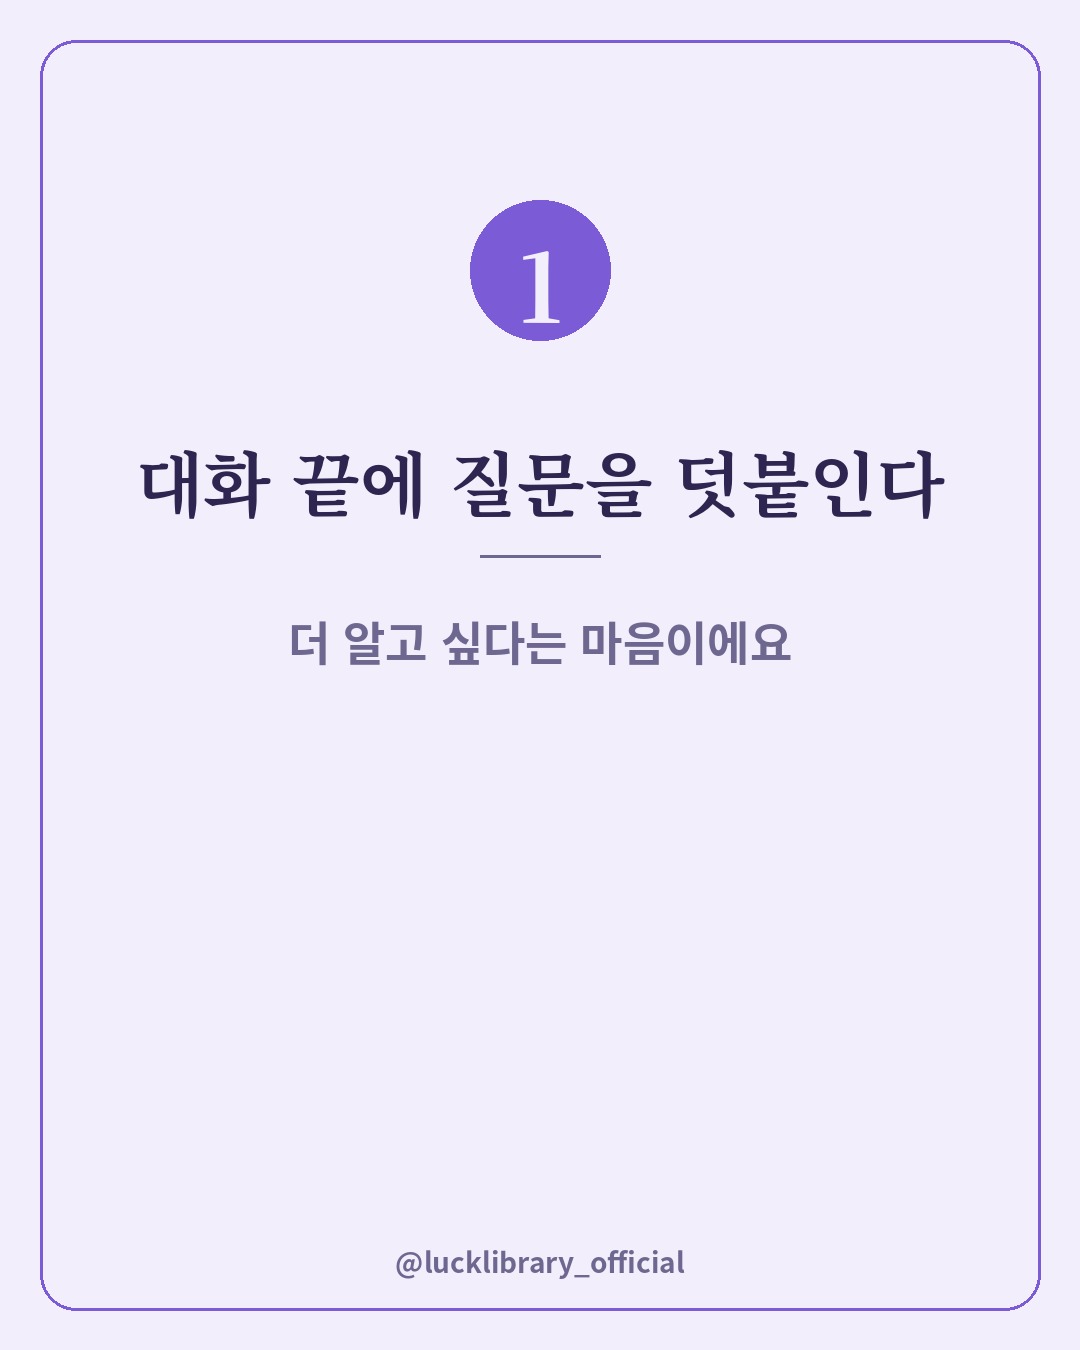 1
대화 끝에 질문을 덧붙인다
더 알고 싶다는 마음이에요
@lucklibrary_official